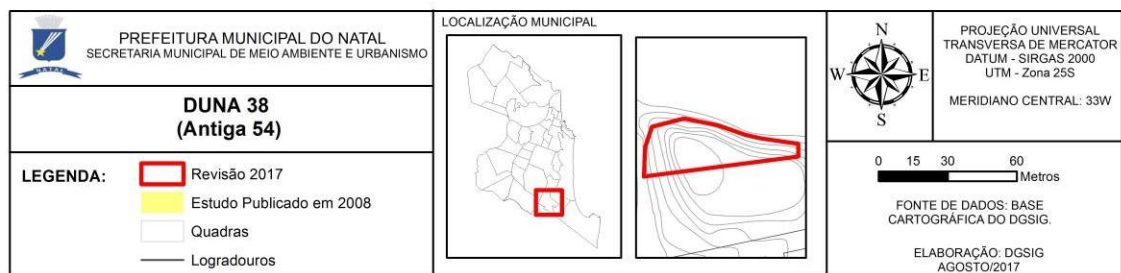 PREFEITURA MUNICIPAL DO NATAL
SECRETARIA MUNICIPAL DE MEIO AMBIENTE E URBANISMO
NATAL
DUNA 38
(Antiga 54)
LEGENDA:
Revisão 2017
Estudo Publicado em 2008
Quadras
Logradouros
LOCALIZAÇÃO MUNICIPAL
N
W
E
S
PROJEÇÃO UNIVERSAL
TRANSVERSA DE MERCATOR
DATUM - SIRGAS 2000
UTM - Zona 25S
MERIDIANO CENTRAL: 33W
0 15 30 60
Metros
FONTE DE DADOS: BASE
CARTOGRÁFICA DO DGSIG.
ELABORAÇÃO: DGSIG
AGOSTO/2017